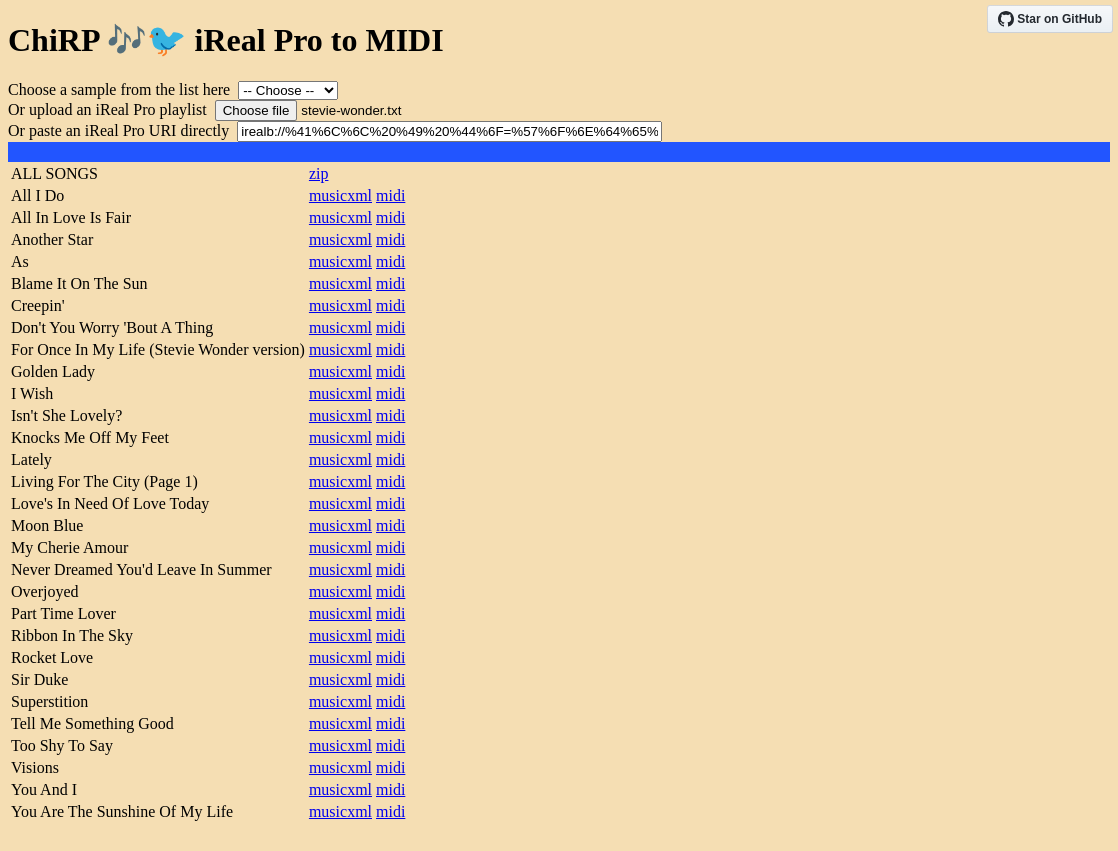 ChiRP 🎶🐦 iReal Pro to MIDI
Star on GitHub
Choose a sample from the list here -- Choose --
Or upload an iReal Pro playlist Choose file stevie-wonder.txt
Or paste an iReal Pro URI directly irealb://%41%6C%6C%20%49%20%44%6F=%57%6F%6E%64%65%
ALL SONGS zip
All I Do musicxml midi
All In Love Is Fair musicxml midi
Another Star musicxml midi
As musicxml midi
Blame It On The Sun musicxml midi
Creepin' musicxml midi
Don't You Worry 'Bout A Thing musicxml midi
For Once In My Life (Stevie Wonder version) musicxml midi
Golden Lady musicxml midi
I Wish musicxml midi
Isn't She Lovely? musicxml midi
Knocks Me Off My Feet musicxml midi
Lately musicxml midi
Living For The City (Page 1) musicxml midi
Love's In Need Of Love Today musicxml midi
Moon Blue musicxml midi
My Cherie Amour musicxml midi
Never Dreamed You'd Leave In Summer musicxml midi
Overjoyed musicxml midi
Part Time Lover musicxml midi
Ribbon In The Sky musicxml midi
Rocket Love musicxml midi
Sir Duke musicxml midi
Superstition musicxml midi
Tell Me Something Good musicxml midi
Too Shy To Say musicxml midi
Visions musicxml midi
You And I musicxml midi
You Are The Sunshine Of My Life musicxml midi